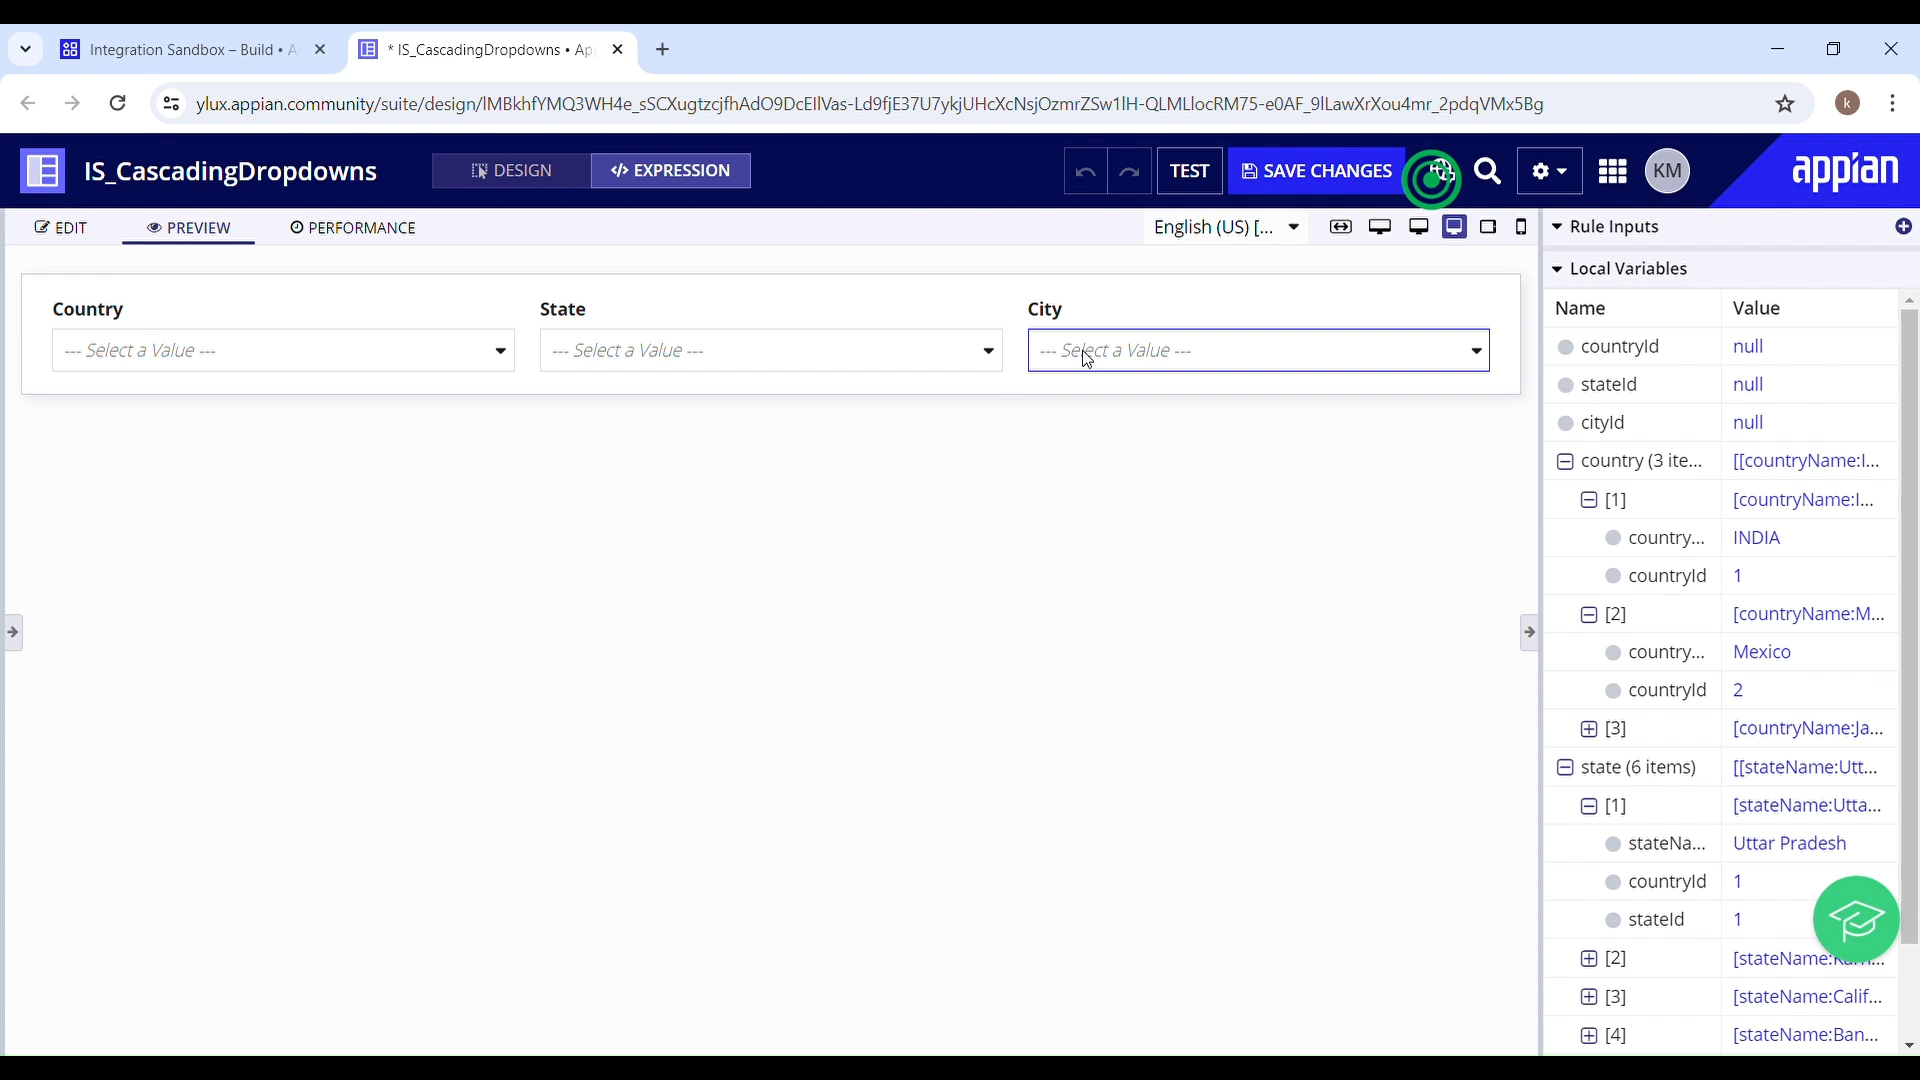 Integration Sandbox – Build • A
* IS_CascadingDropdowns • Ap
ylux.appian.community/suite/design/lMBkhfYMQ3WH4e_sSCXugtzcjfhAdO9DcEIlVas-Ld9fjE37U7ykjUHcXcNsjOzmrZSw1lH-QLMLlocRM75-e0AF_9lLawXrXou4mr_2pdqVMx5Bg
k
IS_CascadingDropdowns
DESIGN
</> EXPRESSION
TEST
SAVE CHANGES
KM
appian
EDIT
PREVIEW
PERFORMANCE
English (US) [...
Rule Inputs
Local Variables
Country
State
City
--- Select a Value ---
--- Select a Value ---
--- Select a Value ---
Name Value
countryId null
stateId null
cityId null
country (3 ite... [[countryName:I...
[1] [countryName:I...
country... INDIA
countryId 1
[2] [countryName:M...
country... Mexico
countryId 2
[3] [countryName:Ja...
state (6 items) [[stateName:Utt...
[1] [stateName:Utta...
stateNa... Uttar Pradesh
countryId 1
stateId 1
[2] [stateName:
[3] [stateName:Calif...
[4] [stateName:Ban...